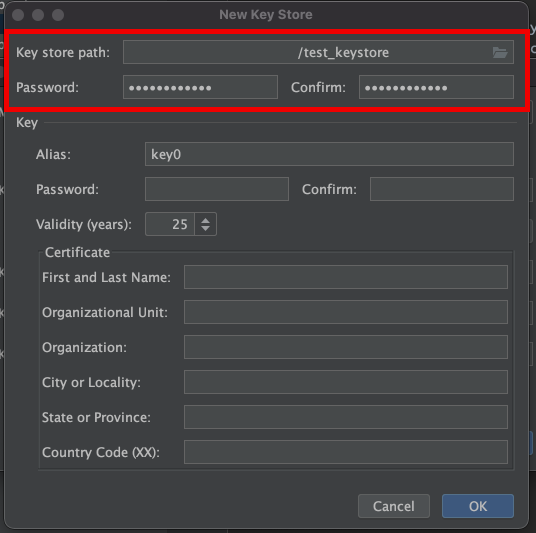 New Key Store
Key store path: /test_keystore
Password: •••••••••••• Confirm: ••••••••••••
Key
Alias: key0
Password: Confirm:
Validity (years): 25
Certificate
First and Last Name:
Organizational Unit:
Organization:
City or Locality:
State or Province:
Country Code (XX):
Cancel OK